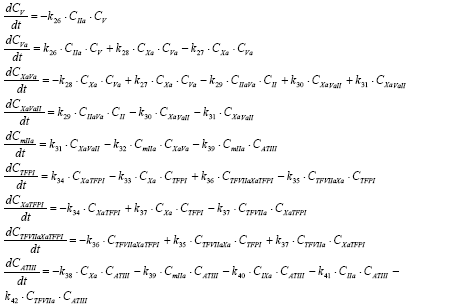 dC_V/dt = −k_26 · C_IIa · C_V
dC_Va/dt = k_26 · C_IIa · C_V + k_28 · C_Xa · C_Va − k_27 · C_Xa · C_Va
dC_XaVa/dt = −k_28 · C_Xa · C_Va + k_27 · C_Xa · C_Va − k_29 · C_IIaVa · C_II + k_30 · C_XaVaII + k_31 · C_XaVaII
dC_XaVaII/dt = k_29 · C_IIaVa · C_II − k_30 · C_XaVaII − k_31 · C_XaVaII
dC_mIIa/dt = k_31 · C_XaVaII − k_32 · C_mIIa · C_XaVa − k_39 · C_mIIa · C_ATIII
dC_TFPI/dt = k_34 · C_XaTFPI − k_33 · C_Xa · C_TFPI + k_36 · C_TFVIIaXaTFPI − k_35 · C_TFVIIaXa · C_TFPI
dC_XaTFPI/dt = −k_34 · C_XaTFPI + k_37 · C_Xa · C_TFPI − k_37 · C_TFVIIa · C_XaTFPI
dC_TFVIIaXaTFPI/dt = −k_36 · C_TFVIIaXaTFPI + k_35 · C_TFVIIaXa · C_TFPI + k_37 · C_TFVIIa · C_XaTFPI
dC_ATIII/dt = −k_38 · C_Xa · C_ATIII − k_39 · C_mIIa · C_ATIII − k_40 · C_IXa · C_ATIII − k_41 · C_IIa · C_ATIII −
k_42 · C_TFVIIa · C_ATIII